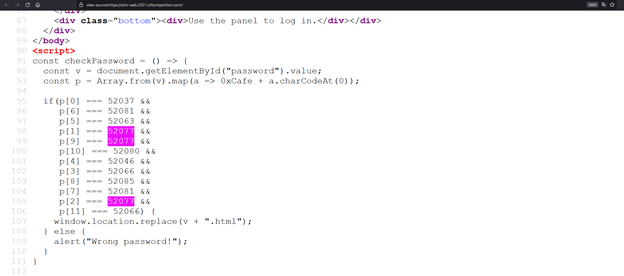 view-source:https://cctv-web.2021.ctfcompetition.com/
240%
86 </div>
87 <div class="bottom"><div>Use the panel to log in.</div></div>
88 </div>
89 </body>
90 <script>
91 const checkPassword = () => {
92 const v = document.getElementById("password").value;
93 const p = Array.from(v).map(a => 0xCafe + a.charCodeAt(0));
94
95 if(p[0] === 52037 &&
96 p[6] === 52081 &&
97 p[5] === 52063 &&
98 p[1] === 52077 &&
99 p[9] === 52077 &&
100 p[10] === 52080 &&
101 p[4] === 52046 &&
102 p[3] === 52066 &&
103 p[8] === 52085 &&
104 p[7] === 52081 &&
105 p[2] === 52077 &&
106 p[11] === 52066) {
107 window.location.replace(v + ".html");
108 } else {
109 alert("Wrong password!");
110 }
111 }
112